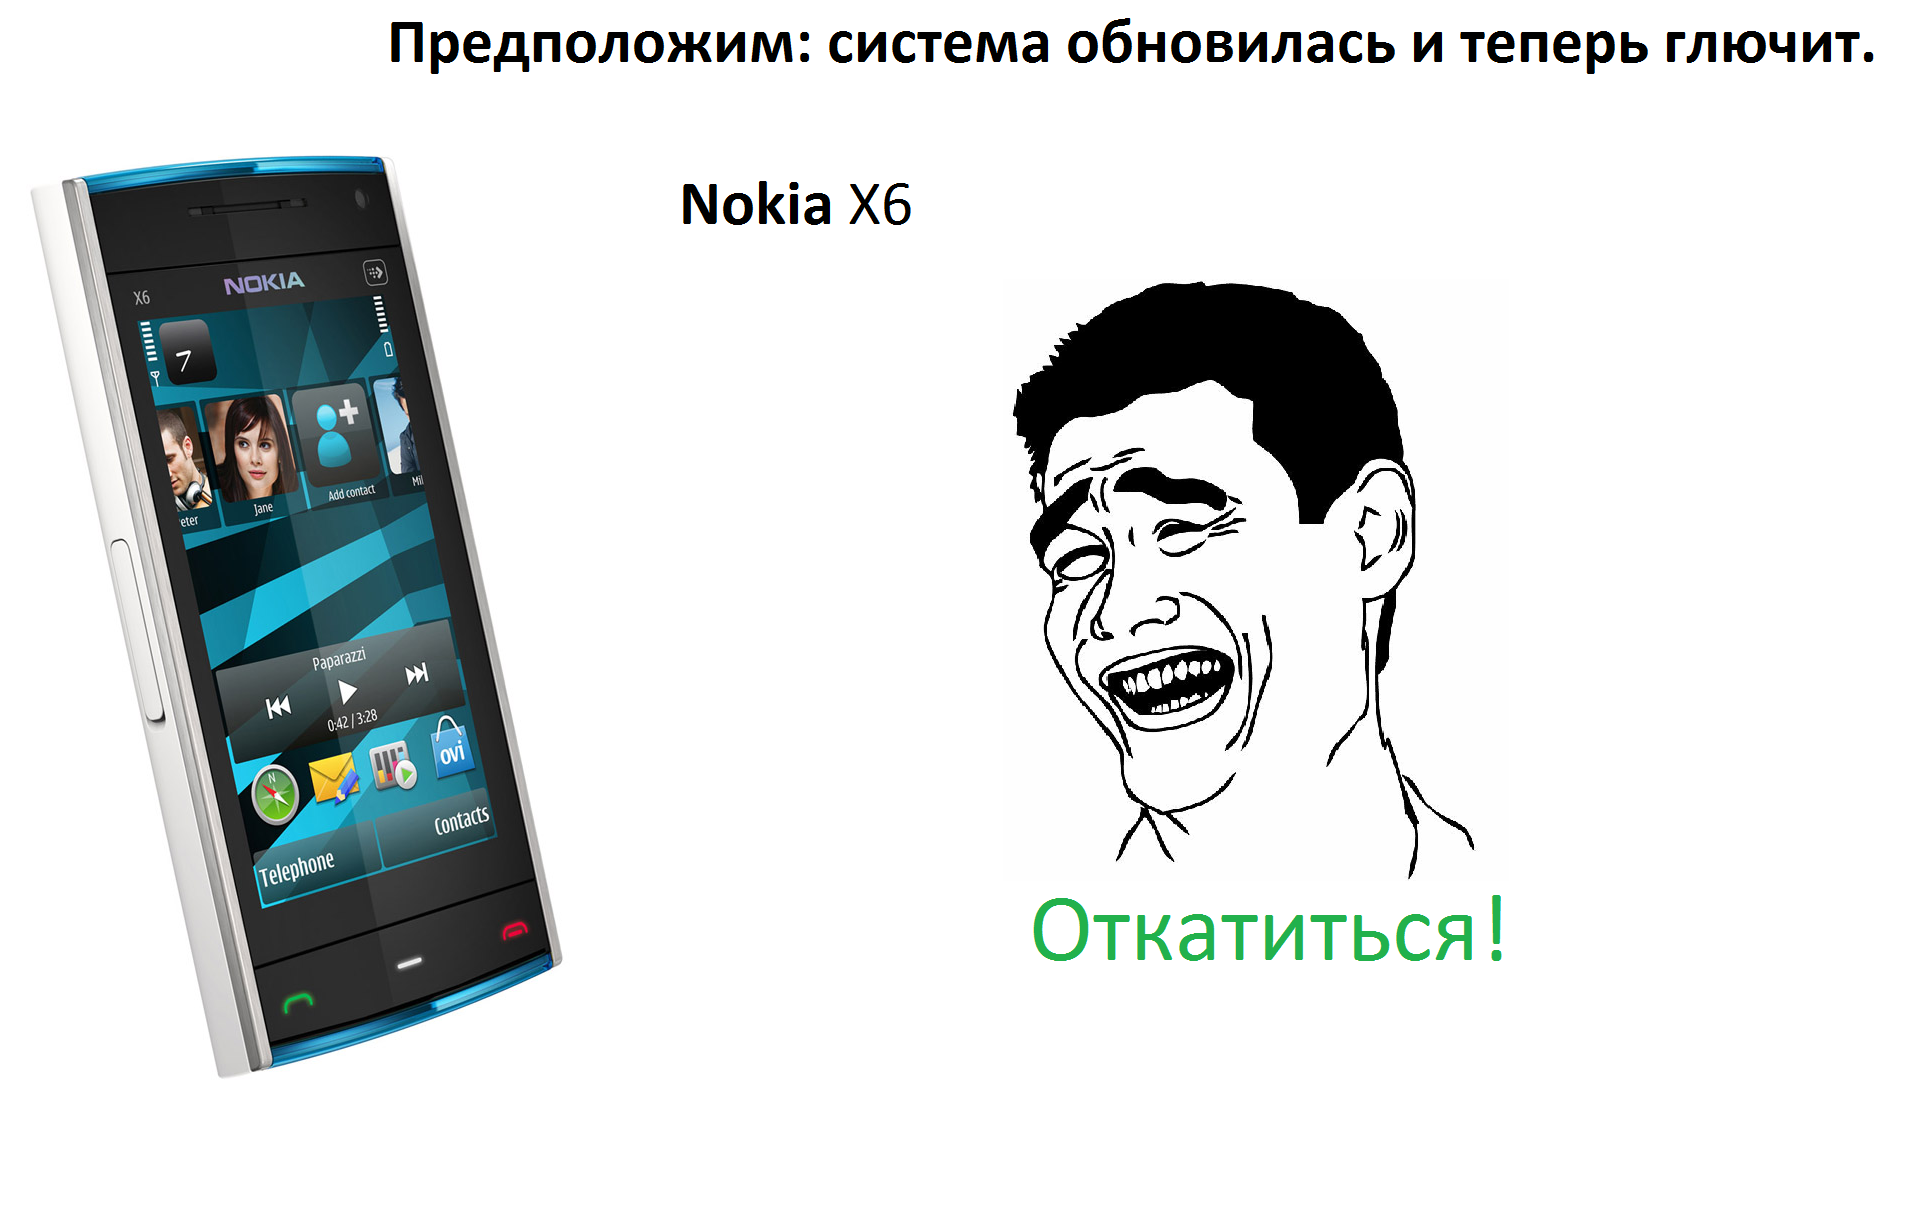 Предположим: система обновилась и теперь глючит.
Nokia X6
X6
NOKIA
7
Jane
Add contact
Mil
eter
Paparazzi
0:42 / 3:28
N
ovi
Contacts
Telephone
Откатиться!